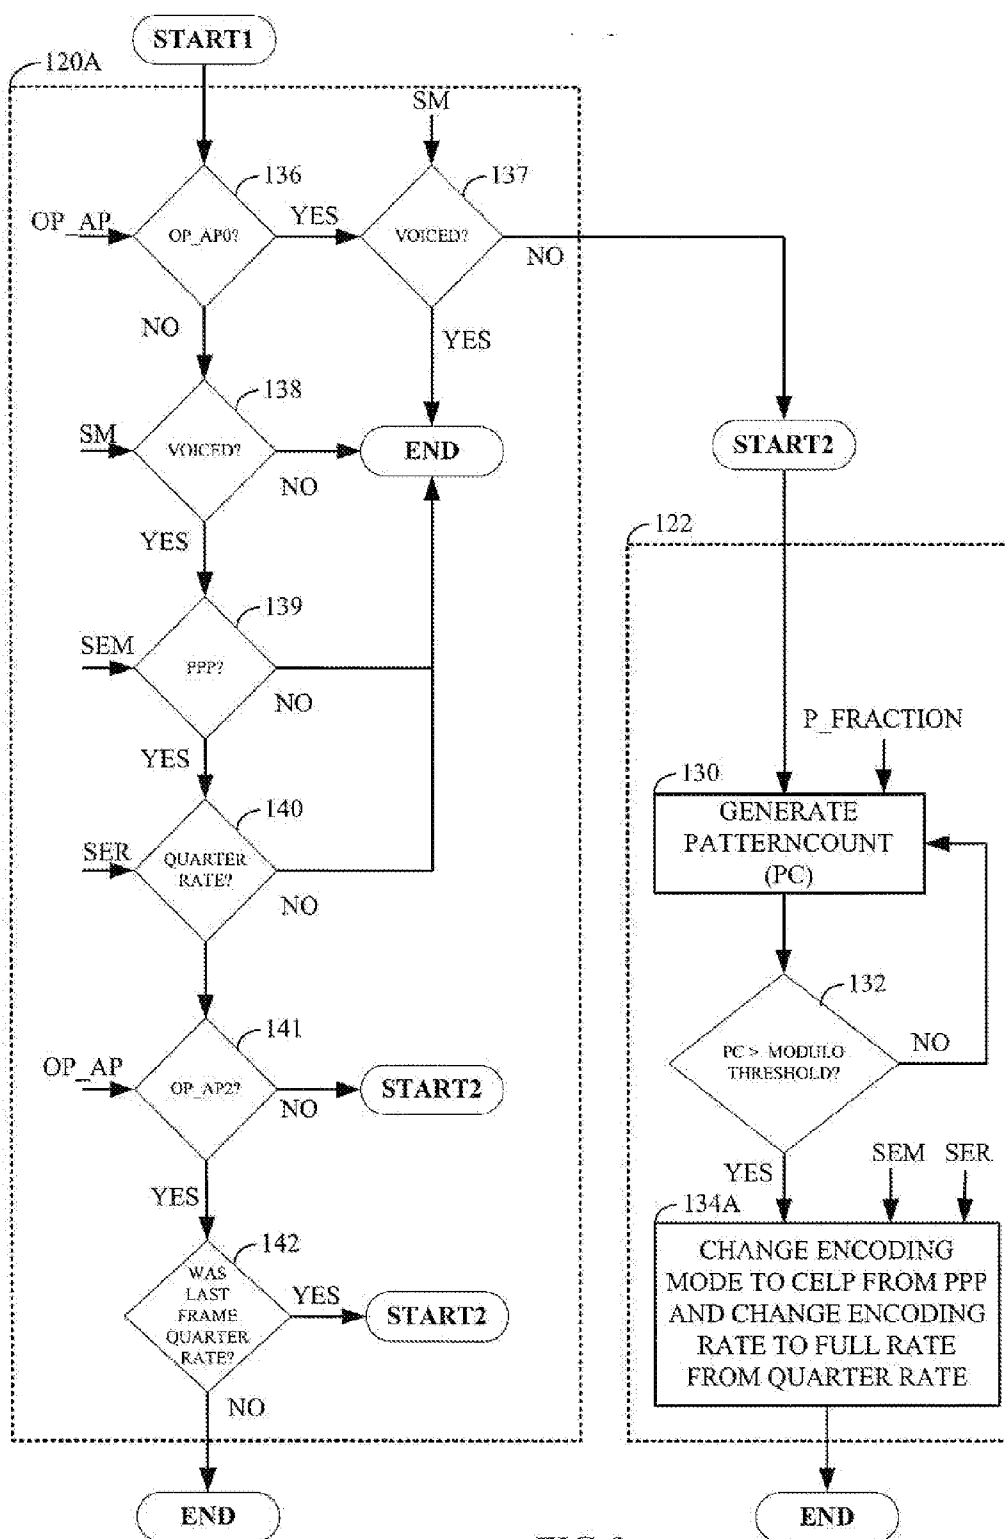 START1
120A
SM
136
137
OP_AP
OP_AP0?
YES
VOICED?
NO
NO
YES
138
SM
VOICED?
NO
END
START2
YES
122
139
SEM
PPP?
NO
P_FRACTION
YES
130
140
GENERATE
PATTERNCOUNT
(PC)
SER
QUARTER
RATE?
NO
132
141
OP_AP
OP_AP2?
NO
START2
PC > MODULO
THRESHOLD?
NO
YES
YES
SEM
SER
134A
142
WAS
LAST
FRAME
QUARTER
RATE?
YES
START2
CHANGE ENCODING
MODE TO CELP FROM PPP
AND CHANGE ENCODING
RATE TO FULL RATE
FROM QUARTER RATE
NO
END
END